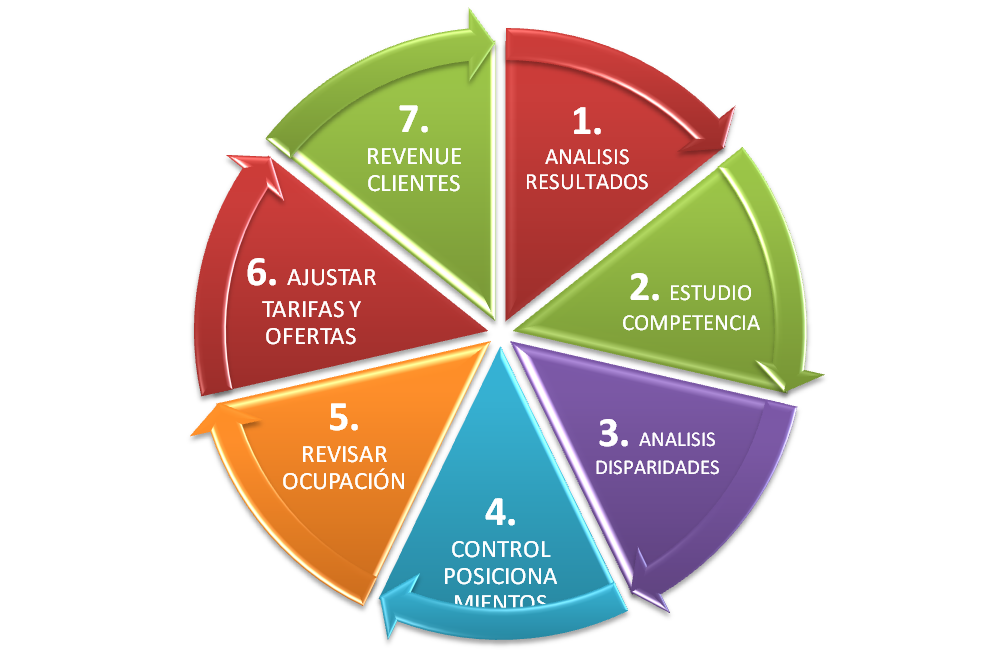 1.
ANALISIS
RESULTADOS
2. ESTUDIO
COMPETENCIA
3. ANALISIS
DISPARIDADES
4.
CONTROL
POSICIONA
MIENTOS
5.
REVISAR
OCUPACIÓN
6. AJUSTAR
TARIFAS Y
OFERTAS
7.
REVENUE
CLIENTES